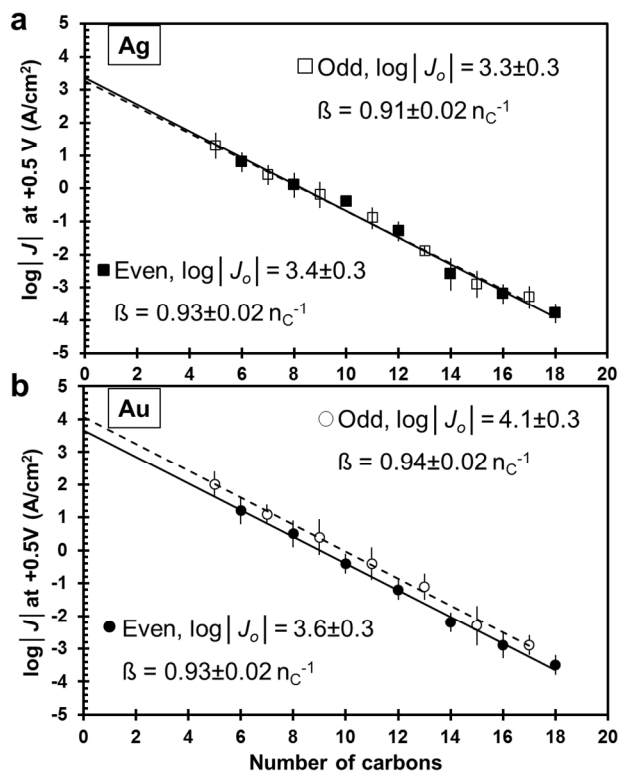 a
Ag
Odd, log|Jo| = 3.3±0.3
ß = 0.91±0.02 nC-1
Even, log|Jo| = 3.4±0.3
ß = 0.93±0.02 nC-1
log|J| at +0.5 V (A/cm2)
5
4
3
2
1
0
-1
-2
-3
-4
-5
0 2 4 6 8 10 12 14 16 18 20
b
Au
Odd, log|Jo| = 4.1±0.3
ß = 0.94±0.02 nC-1
Even, log|Jo| = 3.6±0.3
ß = 0.93±0.02 nC-1
log|J| at +0.5V (A/cm2)
5
4
3
2
1
0
-1
-2
-3
-4
-5
0 2 4 6 8 10 12 14 16 18 20
Number of carbons